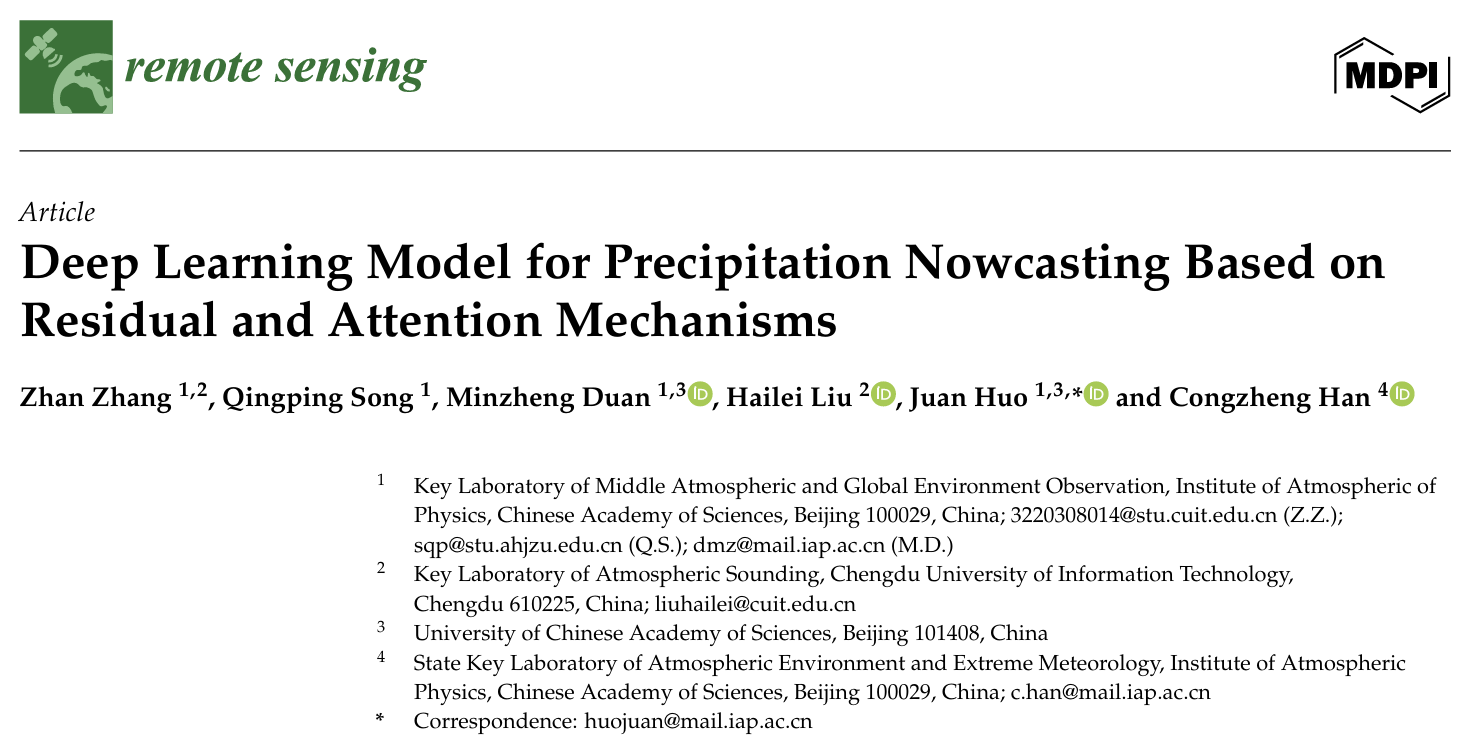 remote sensing
MDPI
Article
Deep Learning Model for Precipitation Nowcasting Based on
Residual and Attention Mechanisms
Zhan Zhang 1,2, Qingping Song 1, Minzheng Duan 1,3 iD, Hailei Liu 2 iD, Juan Huo 1,3,* iD and Congzheng Han 4 iD
1 Key Laboratory of Middle Atmospheric and Global Environment Observation, Institute of Atmospheric of
Physics, Chinese Academy of Sciences, Beijing 100029, China; 3220308014@stu.cuit.edu.cn (Z.Z.);
sqp@stu.ahjzu.edu.cn (Q.S.); dmz@mail.iap.ac.cn (M.D.)
2 Key Laboratory of Atmospheric Sounding, Chengdu University of Information Technology,
Chengdu 610225, China; liuhailei@cuit.edu.cn
3 University of Chinese Academy of Sciences, Beijing 101408, China
4 State Key Laboratory of Atmospheric Environment and Extreme Meteorology, Institute of Atmospheric
Physics, Chinese Academy of Sciences, Beijing 100029, China; c.han@mail.iap.ac.cn
* Correspondence: huojuan@mail.iap.ac.cn